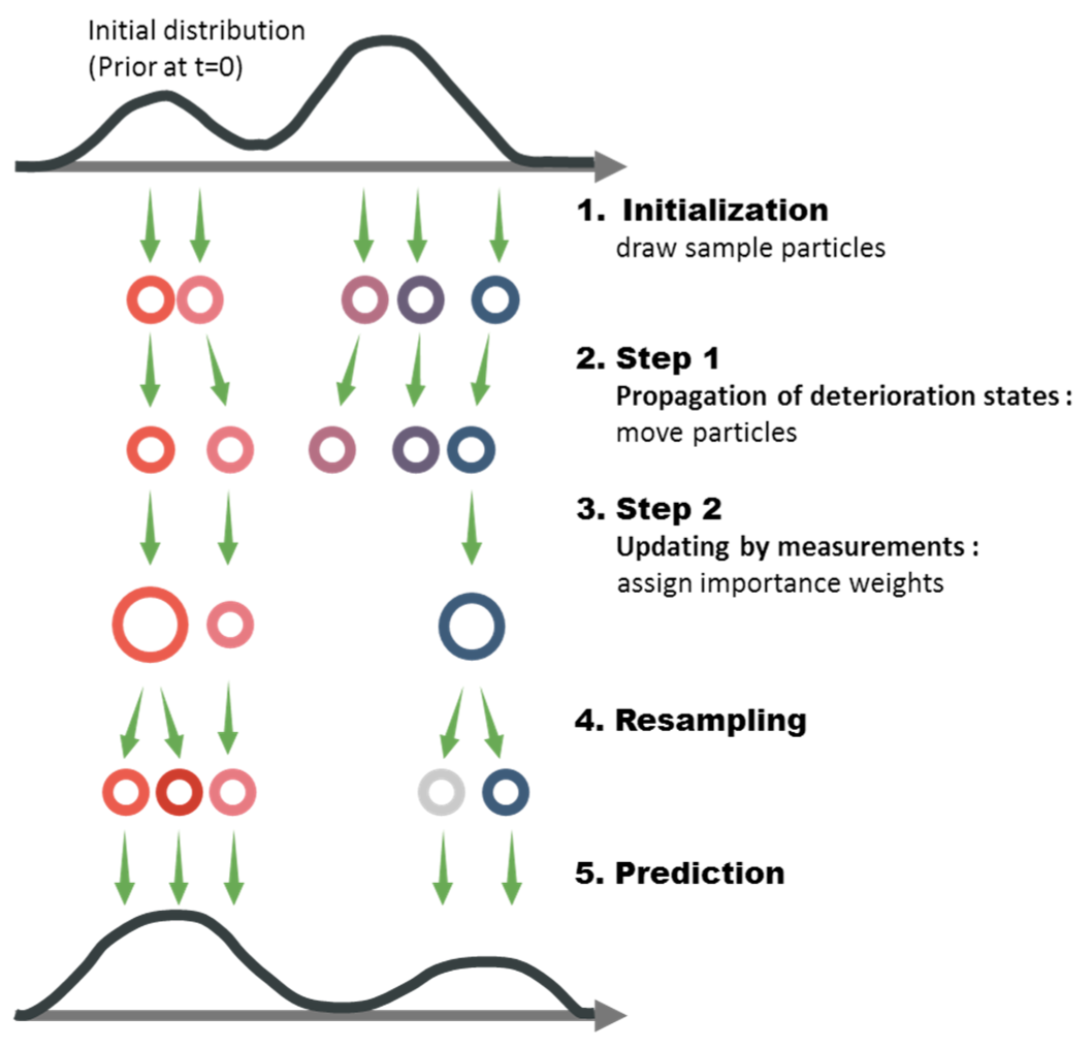 Initial distribution
(Prior at t=0)
1. Initialization
draw sample particles
2. Step 1
Propagation of deterioration states :
move particles
3. Step 2
Updating by measurements :
assign importance weights
4. Resampling
5. Prediction